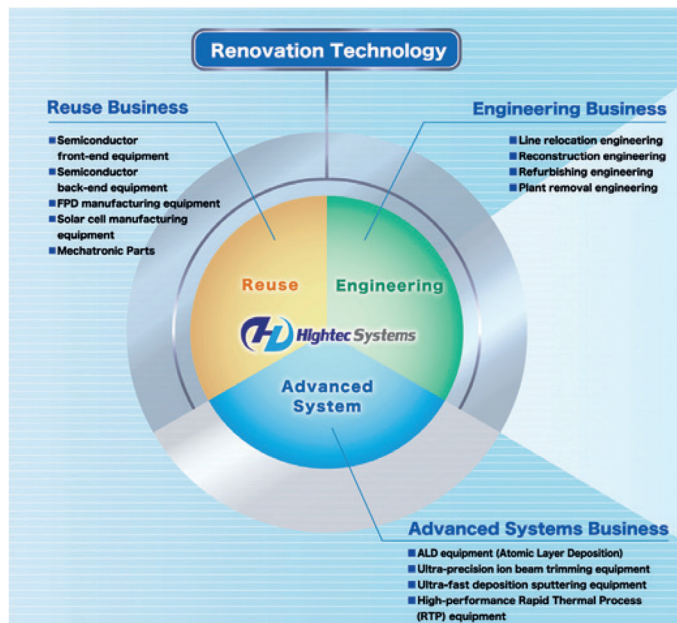 Renovation Technology
Reuse Business
■ Semiconductor
front-end equipment
■ Semiconductor
back-end equipment
■ FPD manufacturing equipment
■ Solar cell manufacturing
equipment
■ Mechatronic Parts
Engineering Business
■ Line relocation engineering
■ Reconstruction engineering
■ Refurbishing engineering
■ Plant removal engineering
Reuse
Engineering
Hightec Systems
Advanced
System
Advanced Systems Business
■ ALD equipment (Atomic Layer Deposition)
■ Ultra-precision ion beam trimming equipment
■ Ultra-fast deposition sputtering equipment
■ High-performance Rapid Thermal Process
(RTP) equipment